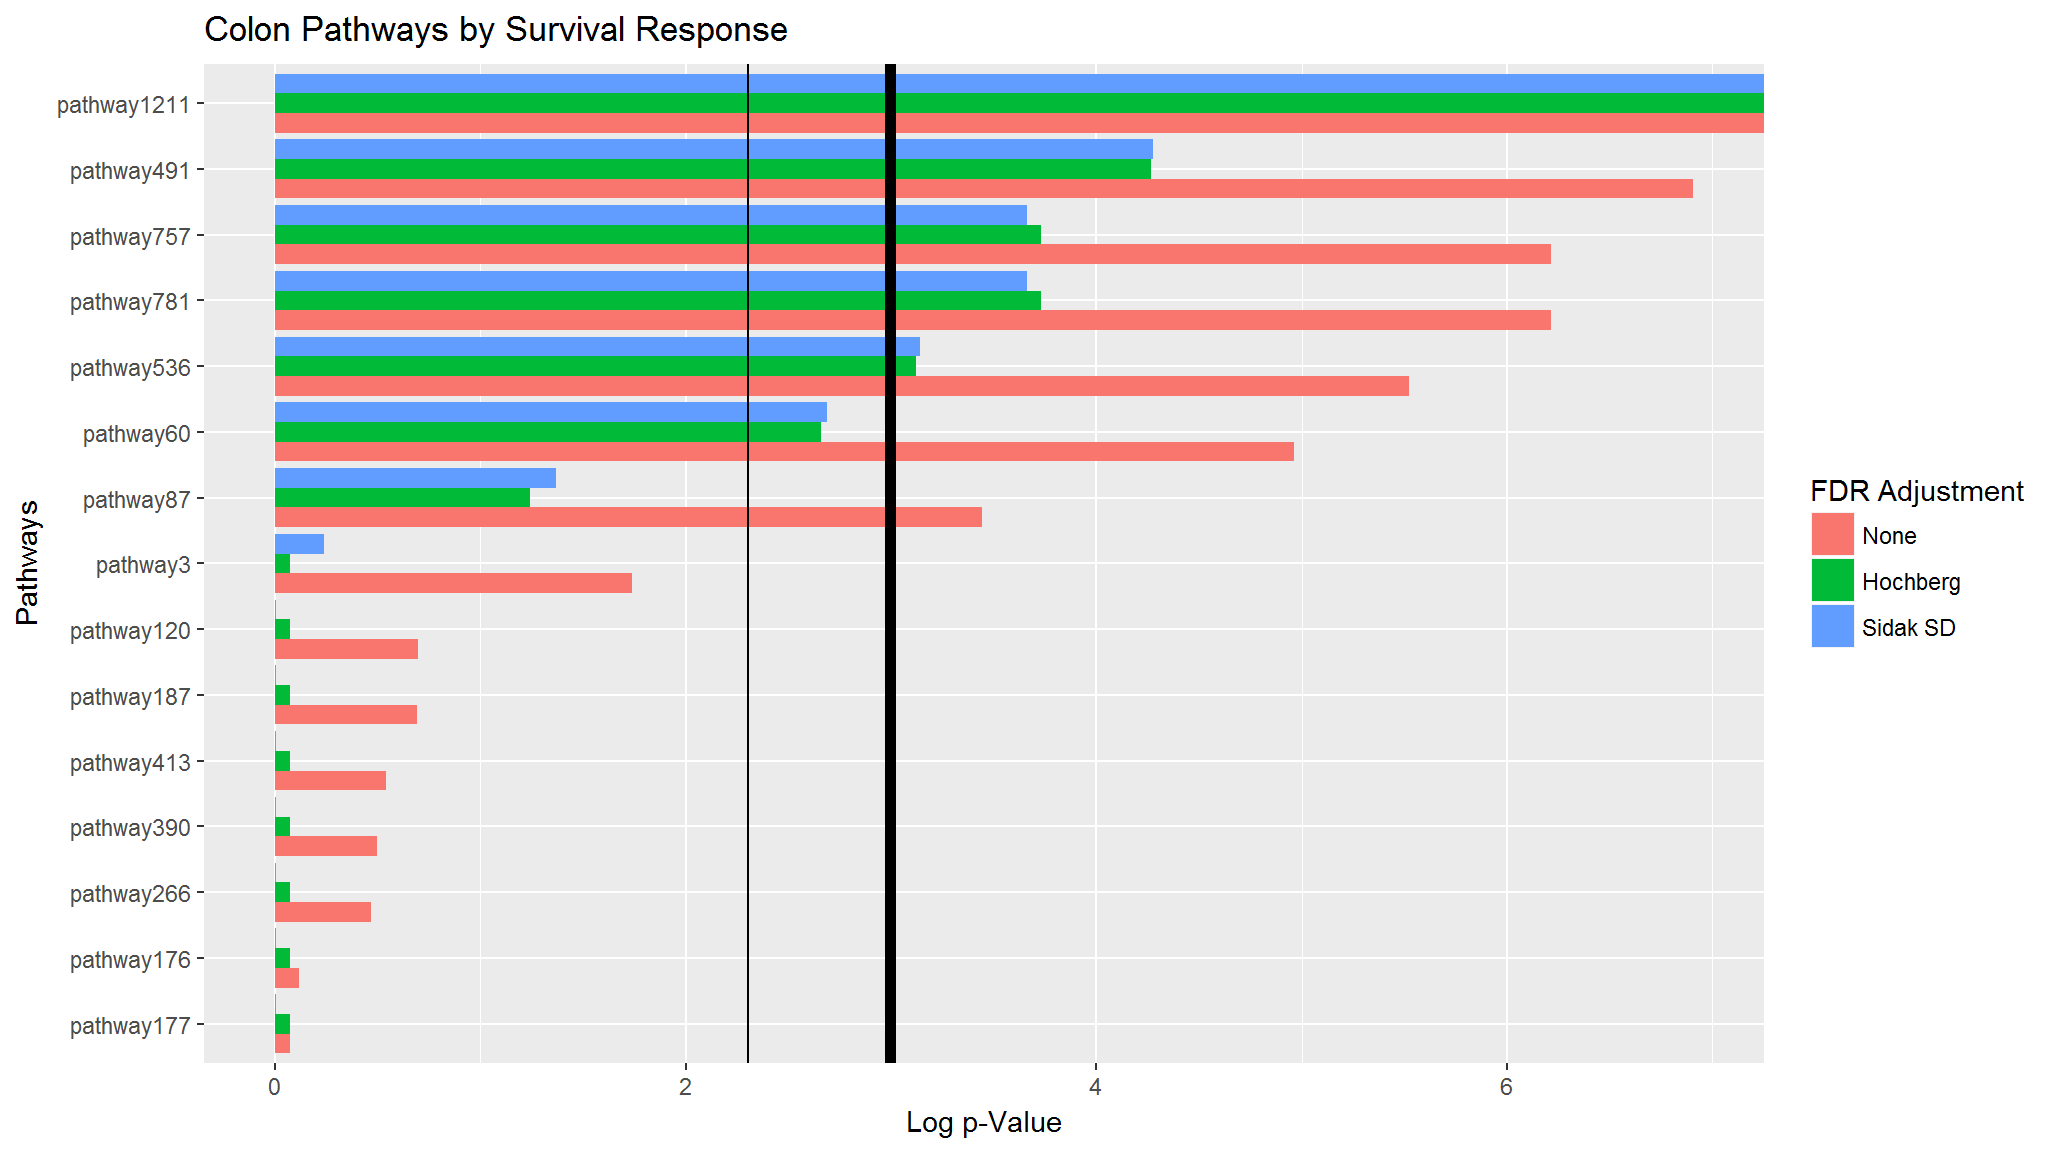 Colon Pathways by Survival Response
pathway1211
pathway491
pathway757
pathway781
pathway536
pathway60
pathway87
pathway3
pathway120
pathway187
pathway413
pathway390
pathway266
pathway176
pathway177
Pathways
0 2 4 6
Log p-Value
FDR Adjustment
None
Hochberg
Sidak SD